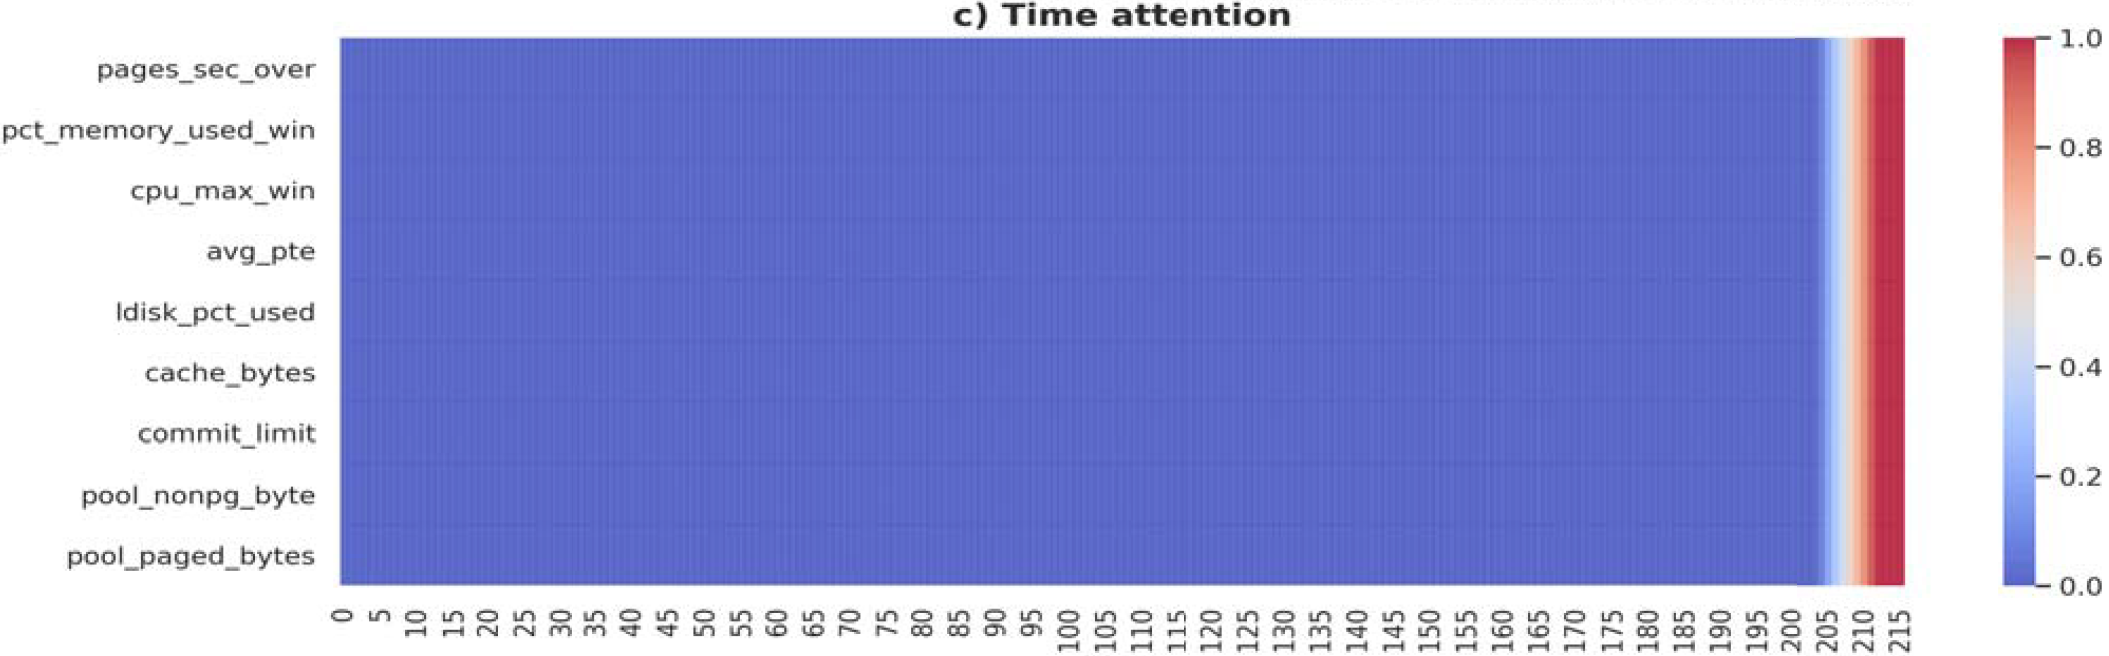 c) Time attention
pages_sec_over
pct_memory_used_win
cpu_max_win
avg_pte
ldisk_pct_used
cache_bytes
commit_limit
pool_nonpg_byte
pool_paged_bytes
0 5 10 15 20 25 30 35 40 45 50 55 60 65 70 75 80 85 90 95 100 105 110 115 120 125 130 135 140 145 150 155 160 165 170 175 180 185 190 195 200 205 210 215
1.0
0.8
0.6
0.4
0.2
0.0